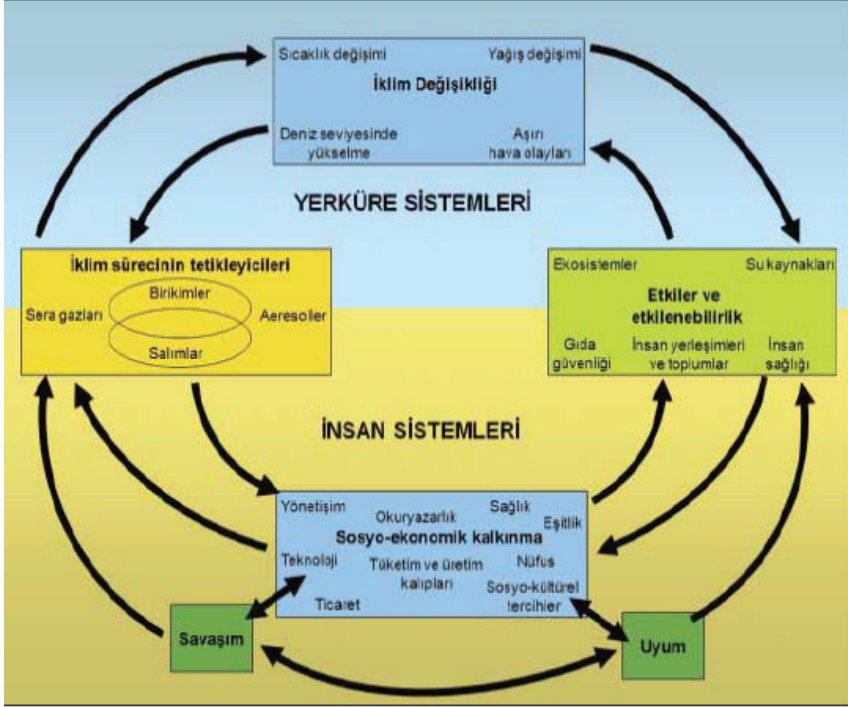 Sıcaklık değişimi
Yağış değişimi
İklim Değişikliği
Deniz seviyesinde
yükselme
Aşırı
hava olayları
YERKÜRE SİSTEMLERİ
İklim sürecinin tetikleyicileri
Birikimler
Sera gazları
Aeresoller
Salımlar
Ekosistemler
Su kaynakları
Etkiler ve
etkilenebilirlik
Gıda
güvenliği
İnsan yerleşimleri
ve toplumlar
İnsan
sağlığı
İNSAN SİSTEMLERİ
Yönetişim
Okuryazarlık
Sağlık
Eşitlik
Sosyo-ekonomik kalkınma
Teknoloji
Tüketim ve üretim
kalıpları
Nüfus
Ticaret
Sosyo-kültürel
tercihler
Savaşım
Uyum